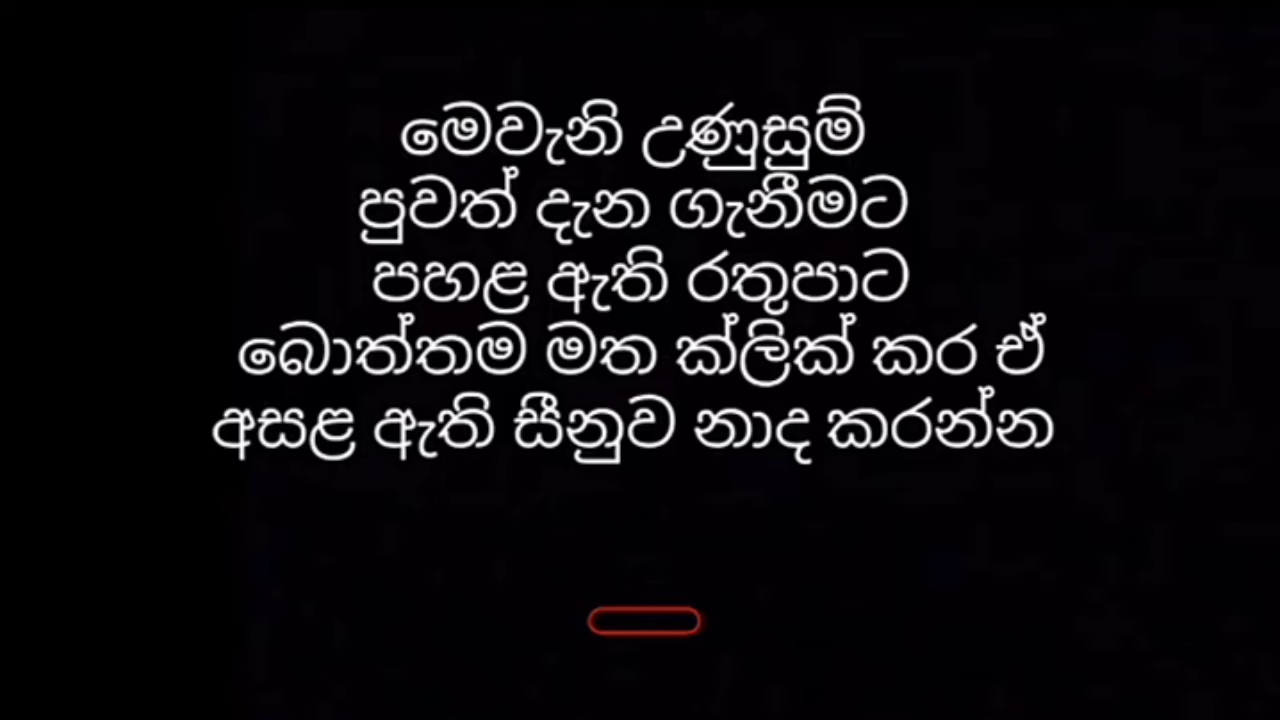 මෙවැනි උණුසුම්
පුවත් දැන ගැනීමට
පහළ ඇති රතුපාට
බොත්තම මත ක්ලික් කර ඒ
අසළ ඇති සීනුව නාද කරන්න